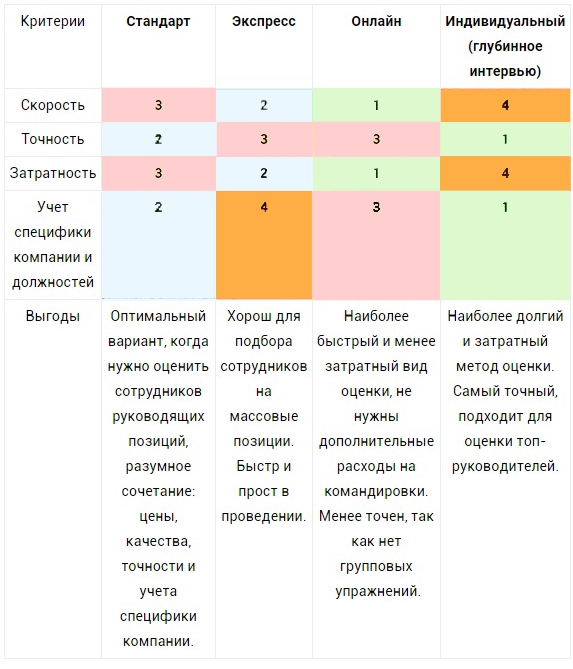 Критерии
Стандарт
Экспресс
Онлайн
Индивидуальный
(глубинное
интервью)
Скорость
3
2
1
4
Точность
2
3
3
1
Затратность
3
2
1
4
Учет
специфики
компании и
должностей
2
4
3
1
Выгоды
Оптимальный
вариант, когда
нужно оценить
сотрудников
руководящих
позиций,
разумное
сочетание:
цены,
качества,
точности и
учета
специфики
компании.
Хорош для
подбора
сотрудников
на
массовые
позиции.
Быстр и
прост в
проведении.
Наиболее
быстрый и менее
затратный вид
оценки, не
нужны
дополнительные
расходы на
командировки.
Менее точен, так
как нет
групповых
упражнений.
Наиболее долгий
и затратный
метод оценки.
Самый точный,
подходит для
оценки топ-
руководителей.